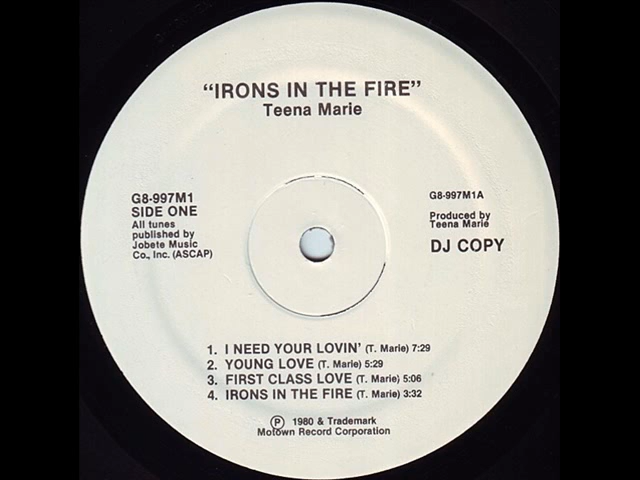 “IRONS IN THE FIRE”
Teena Marie
G8-997M1
SIDE ONE
All tunes
published by
Jobete Music
Co., Inc. (ASCAP)
G8-997M1A
Produced by
Teena Marie
DJ COPY
1. I NEED YOUR LOVIN’ (T. Marie) 7:29
2. YOUNG LOVE (T. Marie) 5:29
3. FIRST CLASS LOVE (T. Marie) 5:06
4. IRONS IN THE FIRE (T. Marie) 3:32
Ⓟ 1980 & Trademark
Motown Record Corporation